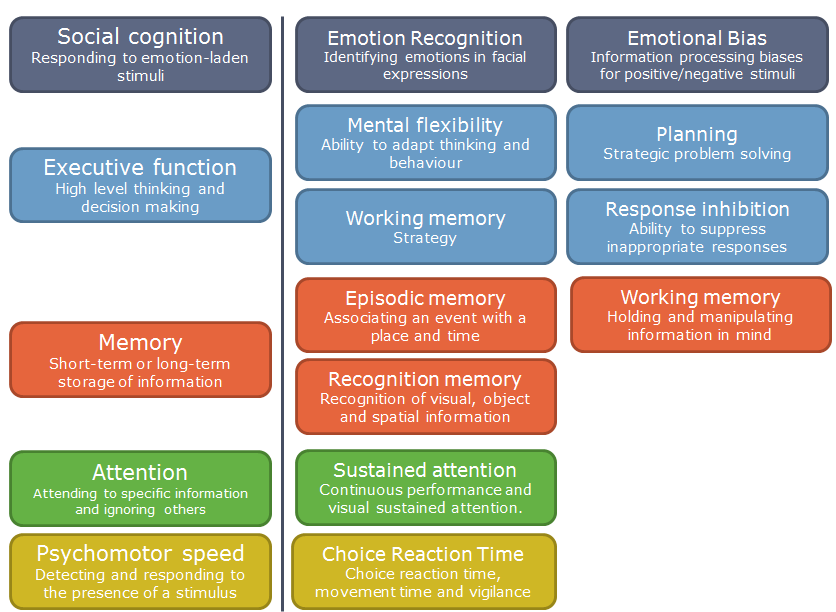 Social cognition
Responding to emotion-laden
stimuli
Emotion Recognition
Identifying emotions in facial
expressions
Emotional Bias
Information processing biases
for positive/negative stimuli
Executive function
High level thinking and
decision making
Mental flexibility
Ability to adapt thinking and
behaviour
Planning
Strategic problem solving
Working memory
Strategy
Response inhibition
Ability to suppress
inappropriate responses
Memory
Short-term or long-term
storage of information
Episodic memory
Associating an event with a
place and time
Working memory
Holding and manipulating
information in mind
Recognition memory
Recognition of visual, object
and spatial information
Attention
Attending to specific information
and ignoring others
Sustained attention
Continuous performance and
visual sustained attention.
Psychomotor speed
Detecting and responding to
the presence of a stimulus
Choice Reaction Time
Choice reaction time,
movement time and vigilance